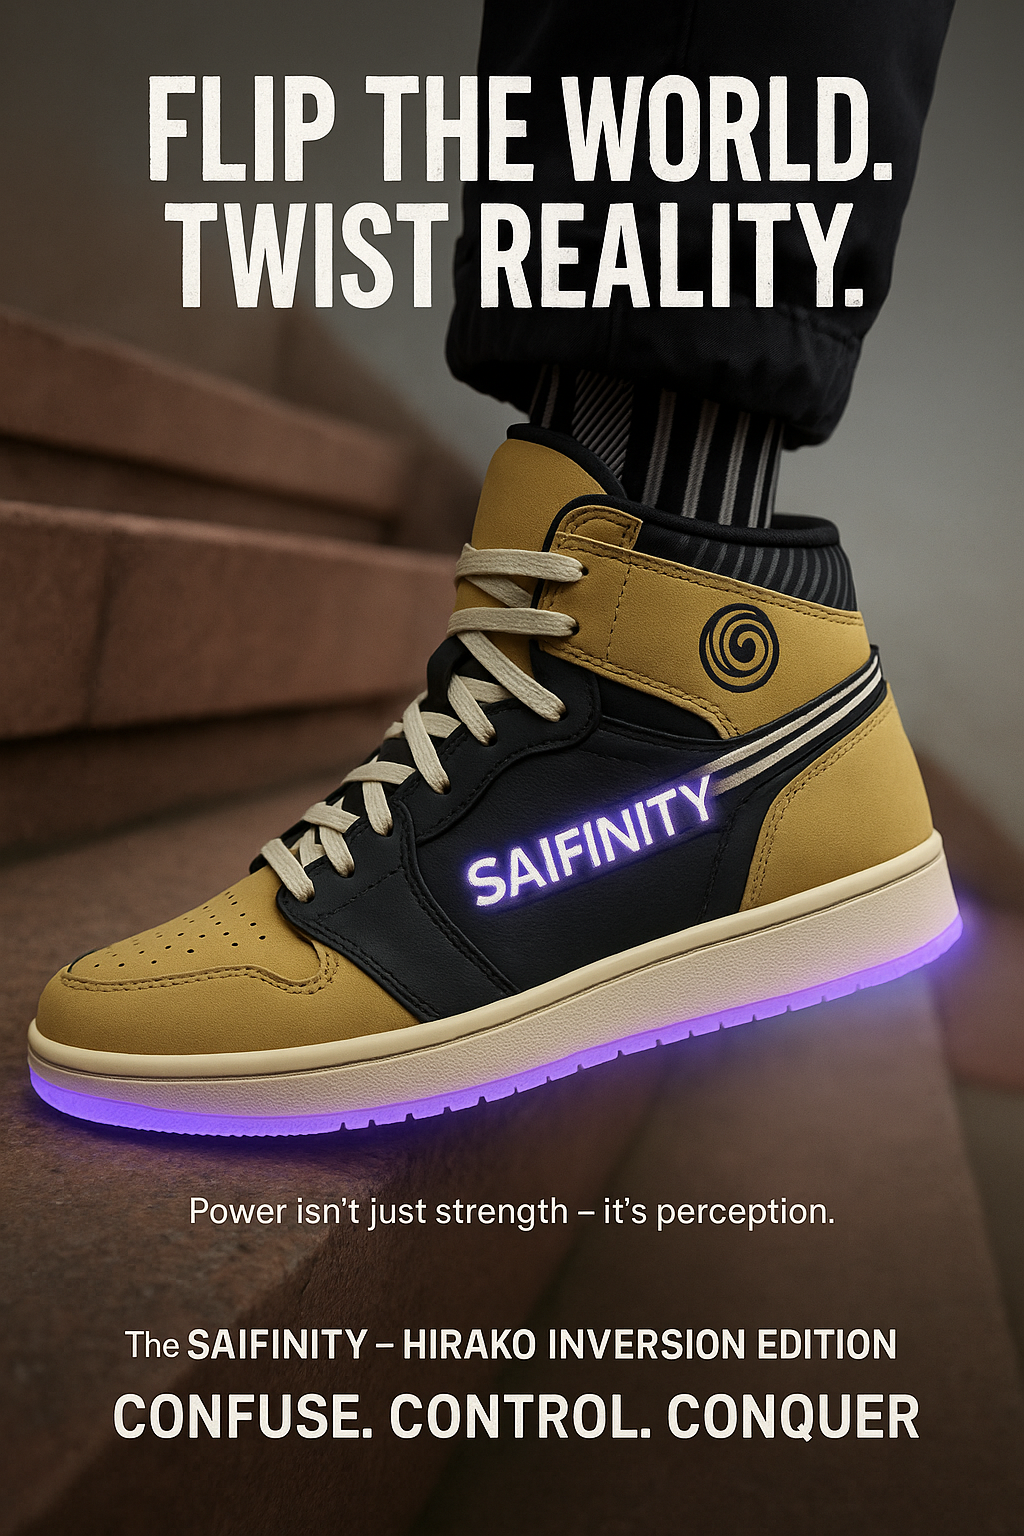 FLIP THE WORLD.
TWIST REALITY.
SAIFINITY
Power isn't just strength – it's perception.
The SAIFINITY – HIRAKO INVERSION EDITION
CONFUSE. CONTROL. CONQUER